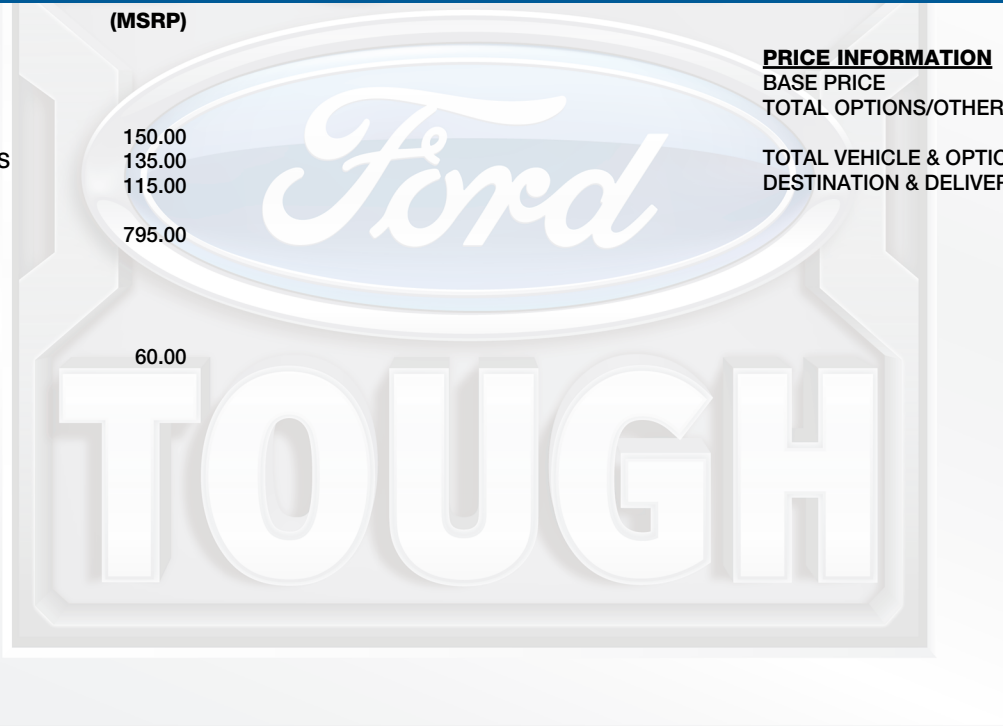 (MSRP)
150.00
S 135.00
115.00
795.00
60.00
PRICE INFORMATION
BASE PRICE
TOTAL OPTIONS/OTHER
TOTAL VEHICLE & OPTIO
DESTINATION & DELIVER
Ford
TOUGH